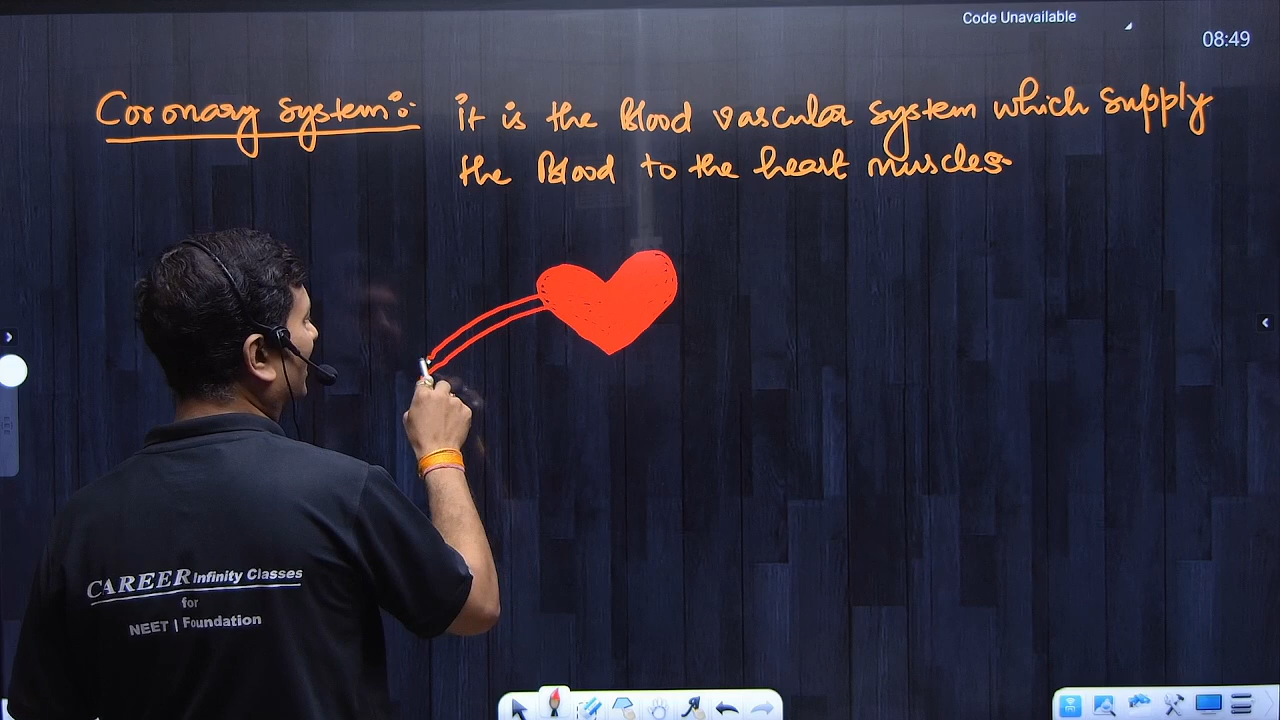 Code Unavailable
08:49
Coronary System:- it is the Blood vascular system which supply
the Blood to the heart muscles.
CAREER Infinity Classes
for
NEET | Foundation